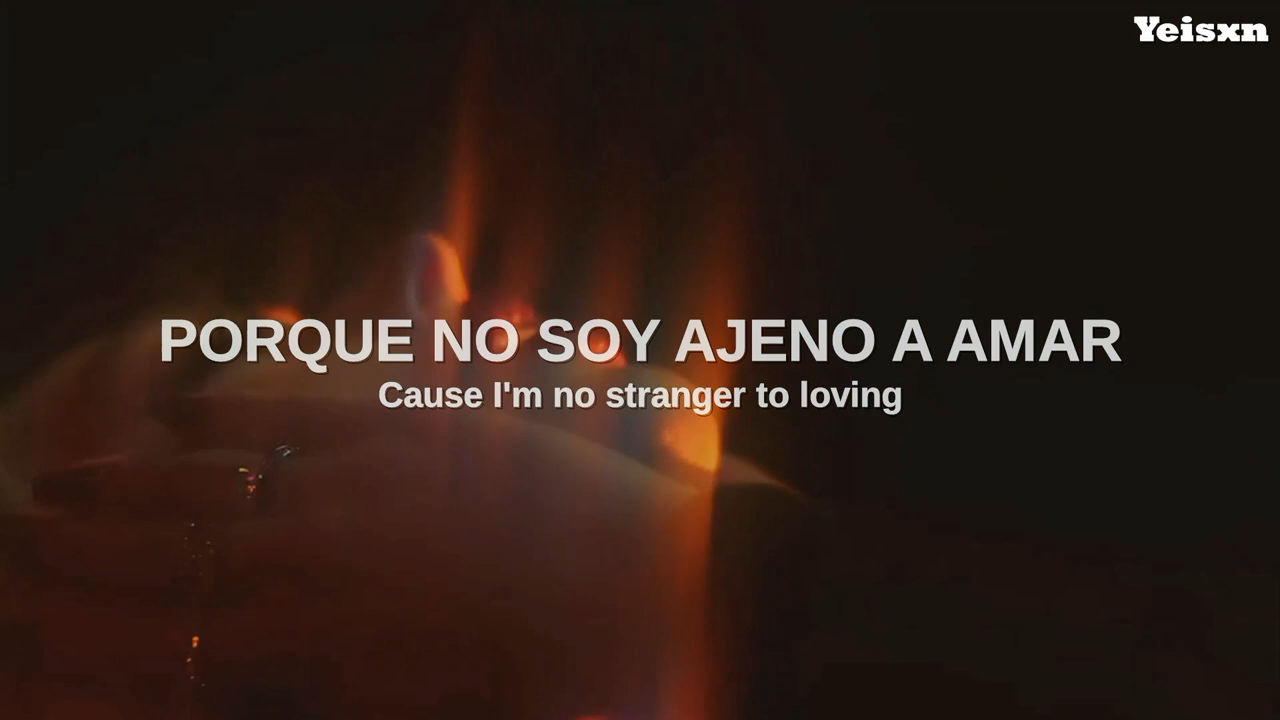 Yeisxn
PORQUE NO SOY AJENO A AMAR
Cause I'm no stranger to loving